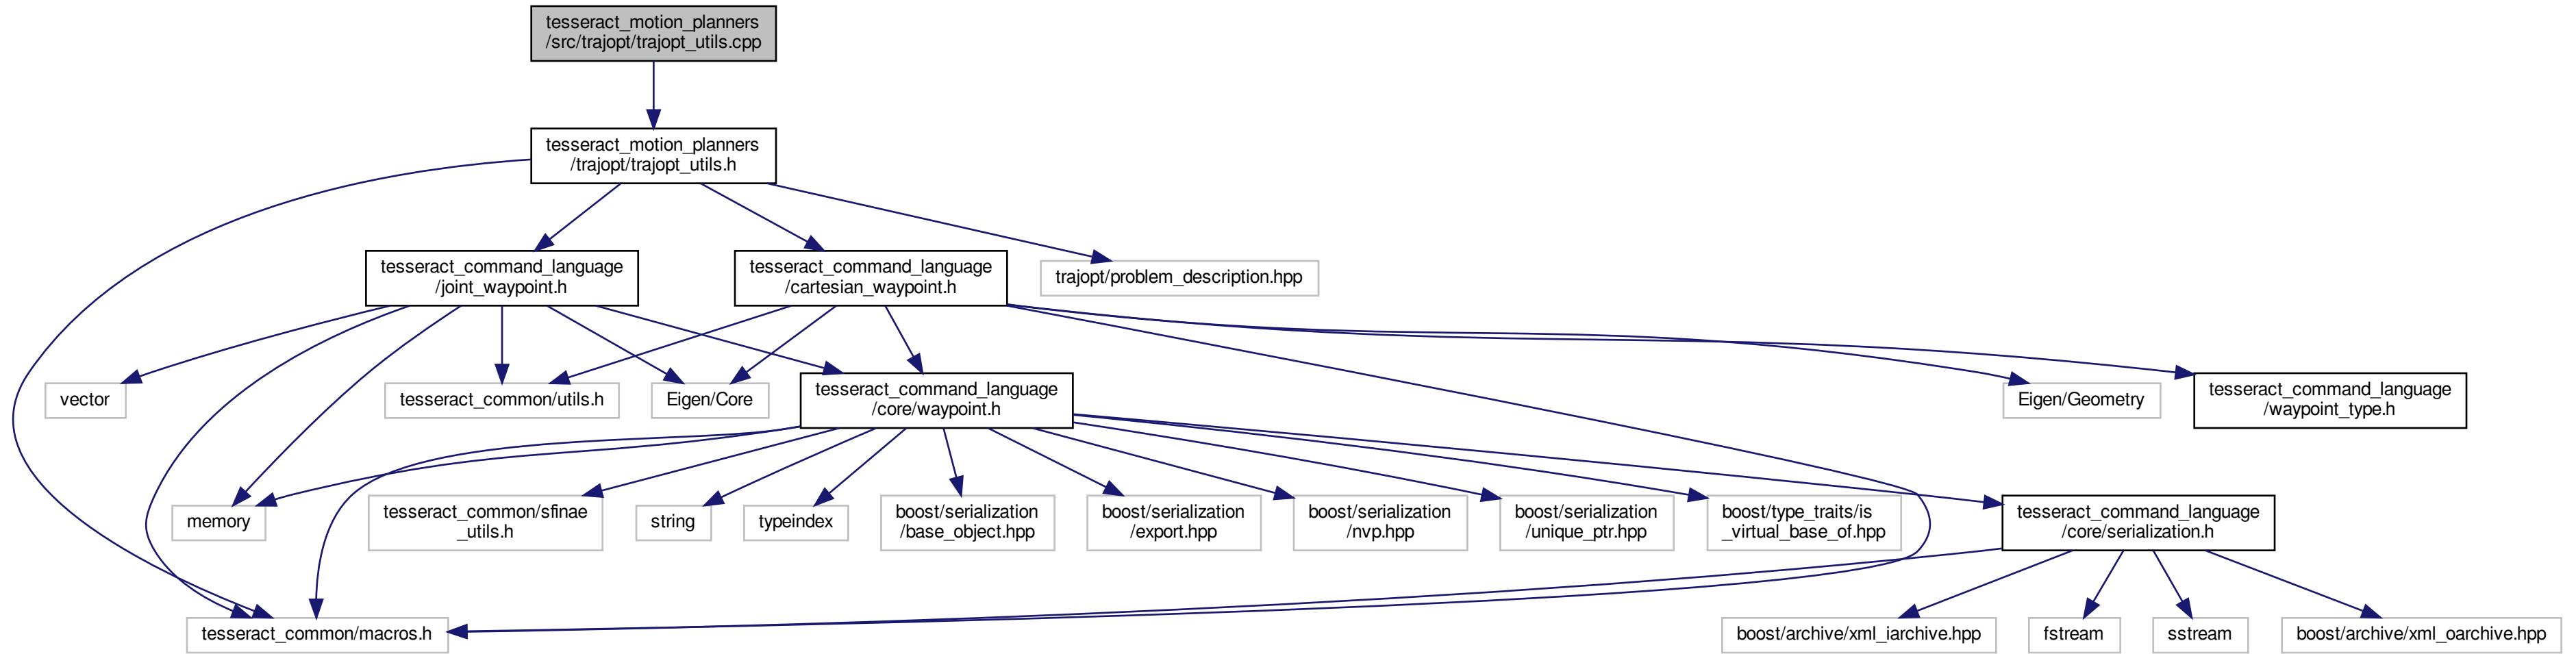 tesseract_motion_planners
/src/trajopt/trajopt_utils.cpp
tesseract_motion_planners
/trajopt/trajopt_utils.h
tesseract_command_language
/joint_waypoint.h
tesseract_command_language
/cartesian_waypoint.h
trajopt/problem_description.hpp
vector
tesseract_common/utils.h
Eigen/Core
tesseract_command_language
/core/waypoint.h
Eigen/Geometry
tesseract_command_language
/waypoint_type.h
memory
tesseract_common/sfinae
_utils.h
string
typeindex
boost/serialization
/base_object.hpp
boost/serialization
/export.hpp
boost/serialization
/nvp.hpp
boost/serialization
/unique_ptr.hpp
boost/type_traits/is
_virtual_base_of.hpp
tesseract_command_language
/core/serialization.h
tesseract_common/macros.h
boost/archive/xml_iarchive.hpp
fstream
sstream
boost/archive/xml_oarchive.hpp